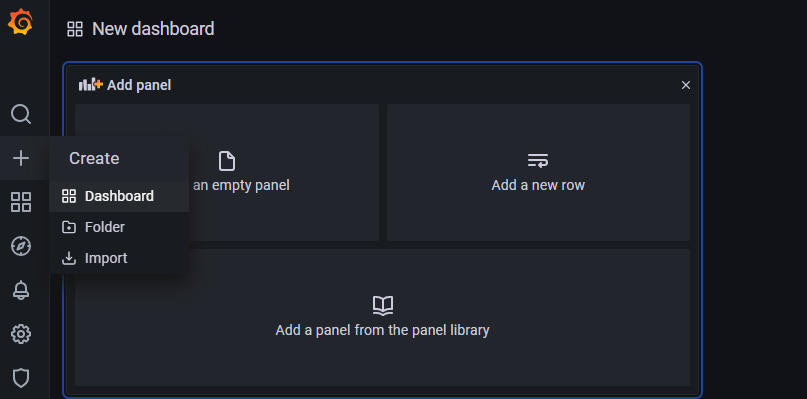 New dashboard
Add panel
Create
Dashboard
Folder
Import
an empty panel
Add a new row
Add a panel from the panel library